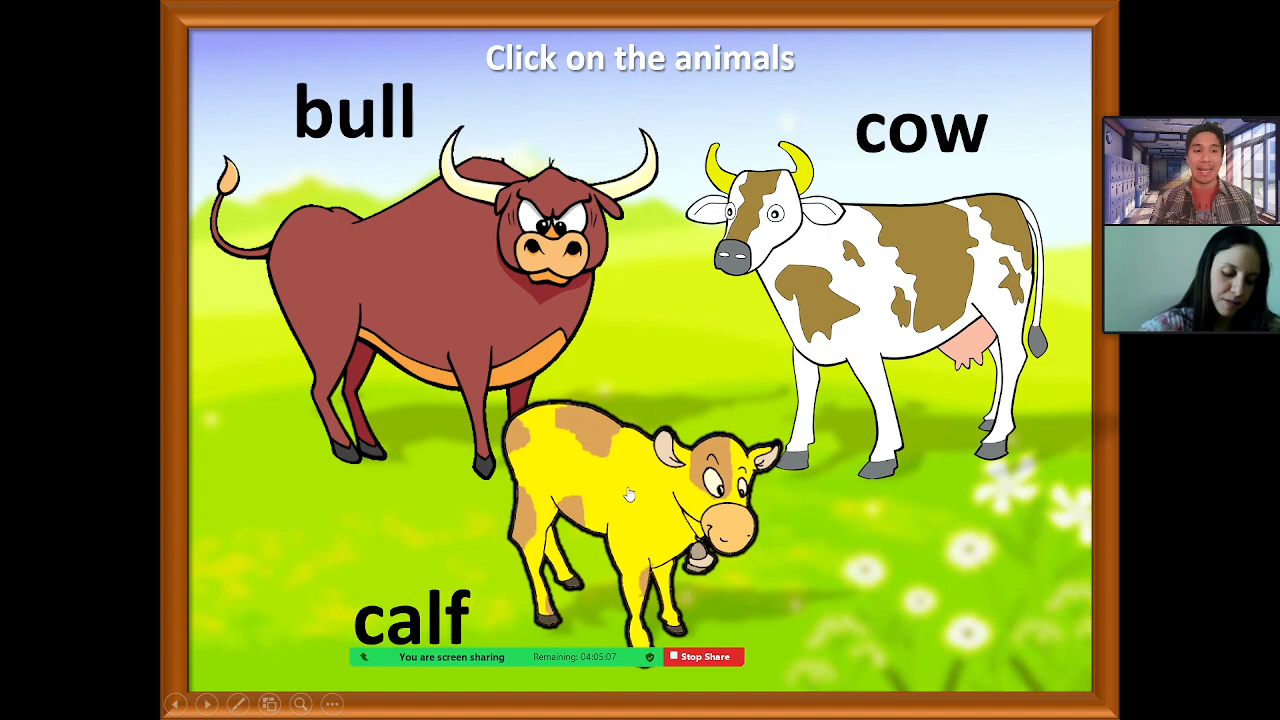 Click on the animals
bull
cow
calf
You are screen sharing Remaining: 04:05:07 Stop Share